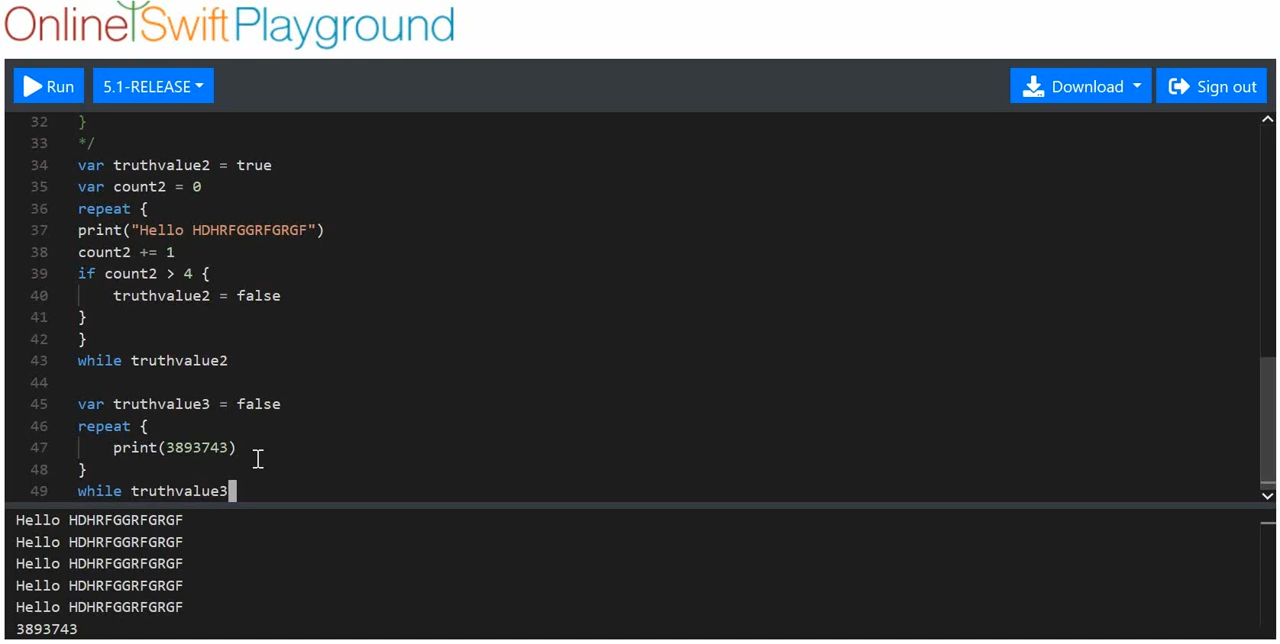 OnlineSwiftPlayground
Run 5.1-RELEASE Download Sign out
32 }
33 */
34 var truthvalue2 = true
35 var count2 = 0
36 repeat {
37 print("Hello HDHRFGGRFGRGF")
38 count2 += 1
39 if count2 > 4 {
40 truthvalue2 = false
41 }
42 }
43 while truthvalue2
44
45 var truthvalue3 = false
46 repeat {
47 print(3893743)
48 }
49 while truthvalue3
Hello HDHRFGGRFGRGF
Hello HDHRFGGRFGRGF
Hello HDHRFGGRFGRGF
Hello HDHRFGGRFGRGF
Hello HDHRFGGRFGRGF
3893743